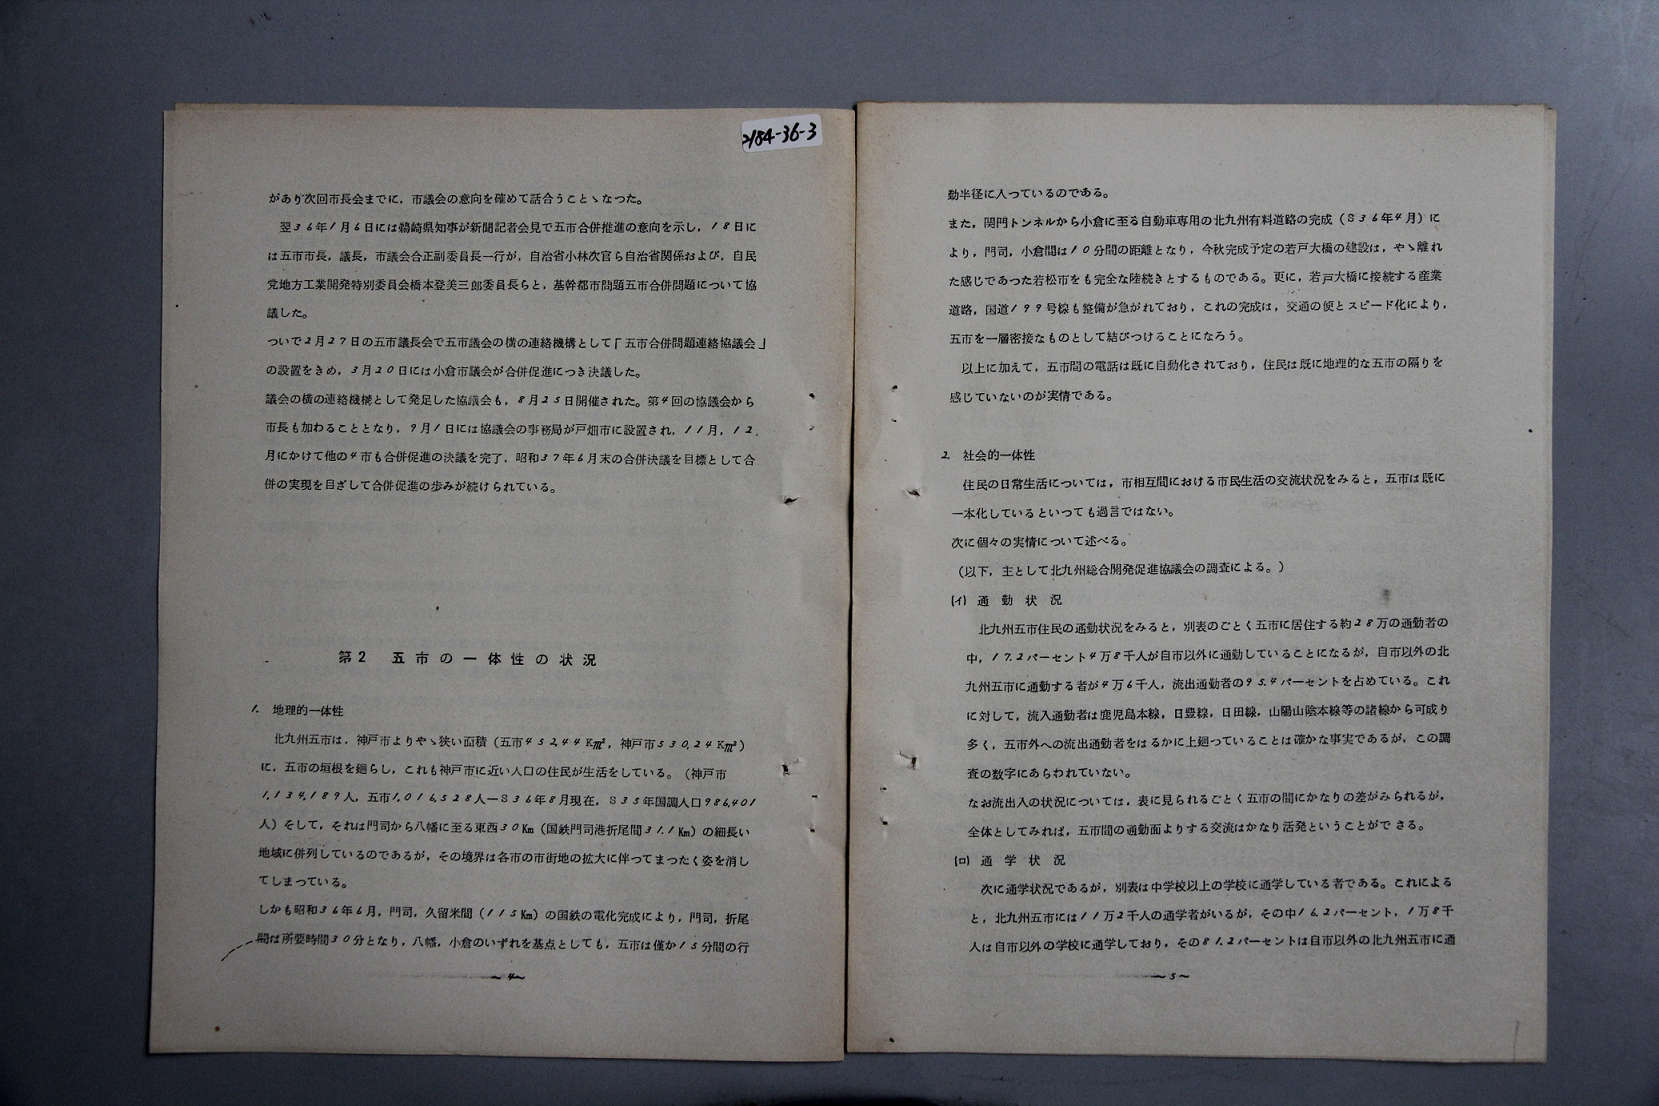 2184-36-3
があり次回市長会までに，市議会の意向を確めて話合うことゝなつた。
翌36年1月6日には鵜崎県知事が新聞記者会見で五市合併推進の意向を示し，18日に
は五市市長，議長，市議会合正副委員長一行が，自治省小林次官ら自治省関係および，自民
党地方工業開発特別委員会橋本登美三郎委員長らと，基幹都市問題五市合併問題について協
議した。
ついで2月27日の五市議長会で五市議会の横の連絡機構として「五市合併問題連絡協議会」
の設置をきめ，3月20日には小倉市議会が合併促進につき決議した。
議会の横の連絡機構として発足した協議会も，8月25日開催された。第4回の協議会から
市長も加わることとなり，9月1日には協議会の事務局が戸畑市に設置され，11月，12
月にかけて他の4市も合併促進の決議を完了，昭和37年6月末の合併決議を目標として合
併の実現を目ざして合併促進の歩みが続けられている。
第2 五市の一体性の状況
1. 地理的一体性
北九州五市は，神戸市よりやゝ狭い面積（五市452,44Km²，神戸市530,24Km²）
に，五市の垣根を廻らし，これも神戸市に近い人口の住民が生活をしている。（神戸市
1,134,189人，五市1,016,528人—S36年8月現在，S35年国調人口986,401
人）そして，それは門司から八幡に至る東西30Km（国鉄門司港折尾間31.1Km）の細長い
地域に併列しているのであるが，その境界は各市の市街地の拡大に伴ってまつたく姿を消し
てしまっている。
しかも昭和36年6月，門司，久留米間（115Km）の国鉄の電化完成により，門司，折尾
間は所要時間30分となり，八幡，小倉のいずれを基点としても，五市は僅か15分間の行
～4～
動半径に入つているのである。
また，関門トンネルから小倉に至る自動車専用の北九州有料道路の完成（S36年4月）に
より，門司，小倉間は10分間の距離となり，今秋完成予定の若戸大橋の建設は，やゝ離れ
た感じであつた若松市をも完全な陸続きとするものである。更に，若戸大橋に接続する産業
道路，国道199号線も整備が急がれており，これの完成は，交通の便とスピード化により，
五市を一層密接なものとして結びつけることになろう。
以上に加えて，五市間の電話は既に自動化されており，住民は既に地理的な五市の隔りを
感じていないのが実情である。
2. 社会的一体性
住民の日常生活については，市相互間における市民生活の交流状況をみると，五市は既に
一本化しているといつても過言ではない。
次に個々の実情について述べる。
（以下，主として北九州総合開発促進協議会の調査による。）
(イ) 通勤状況
北九州五市住民の通勤状況をみると，別表のごとく五市に居住する約28万の通勤者の
中，17.2パーセント4万8千人が自市以外に通勤していることになるが，自市以外の北
九州五市に通勤する者が4万6千人，流出通勤者の95.4パーセントを占めている。これ
に対して，流入通勤者は鹿児島本線，日豊線，日田線，山陽山陰本線等の諸線から可成り
多く，五市外への流出通勤者をはるかに上廻っていることは確かな事実であるが，この調
査の数字にあらわれていない。
なお流出入の状況については，表に見られるごとく五市の間にかなりの差がみられるが，
全体としてみれば，五市間の通勤面よりする交流はかなり活発ということができる。
(ロ) 通学状況
次に通学状況であるが，別表は中学校以上の学校に通学している者である。これによる
と，北九州五市には11万2千人の通学者がいるが，その中16.2パーセント，1万8千
人は自市以外の学校に通学しており，その81.2パーセントは自市以外の北九州五市に通
～5～